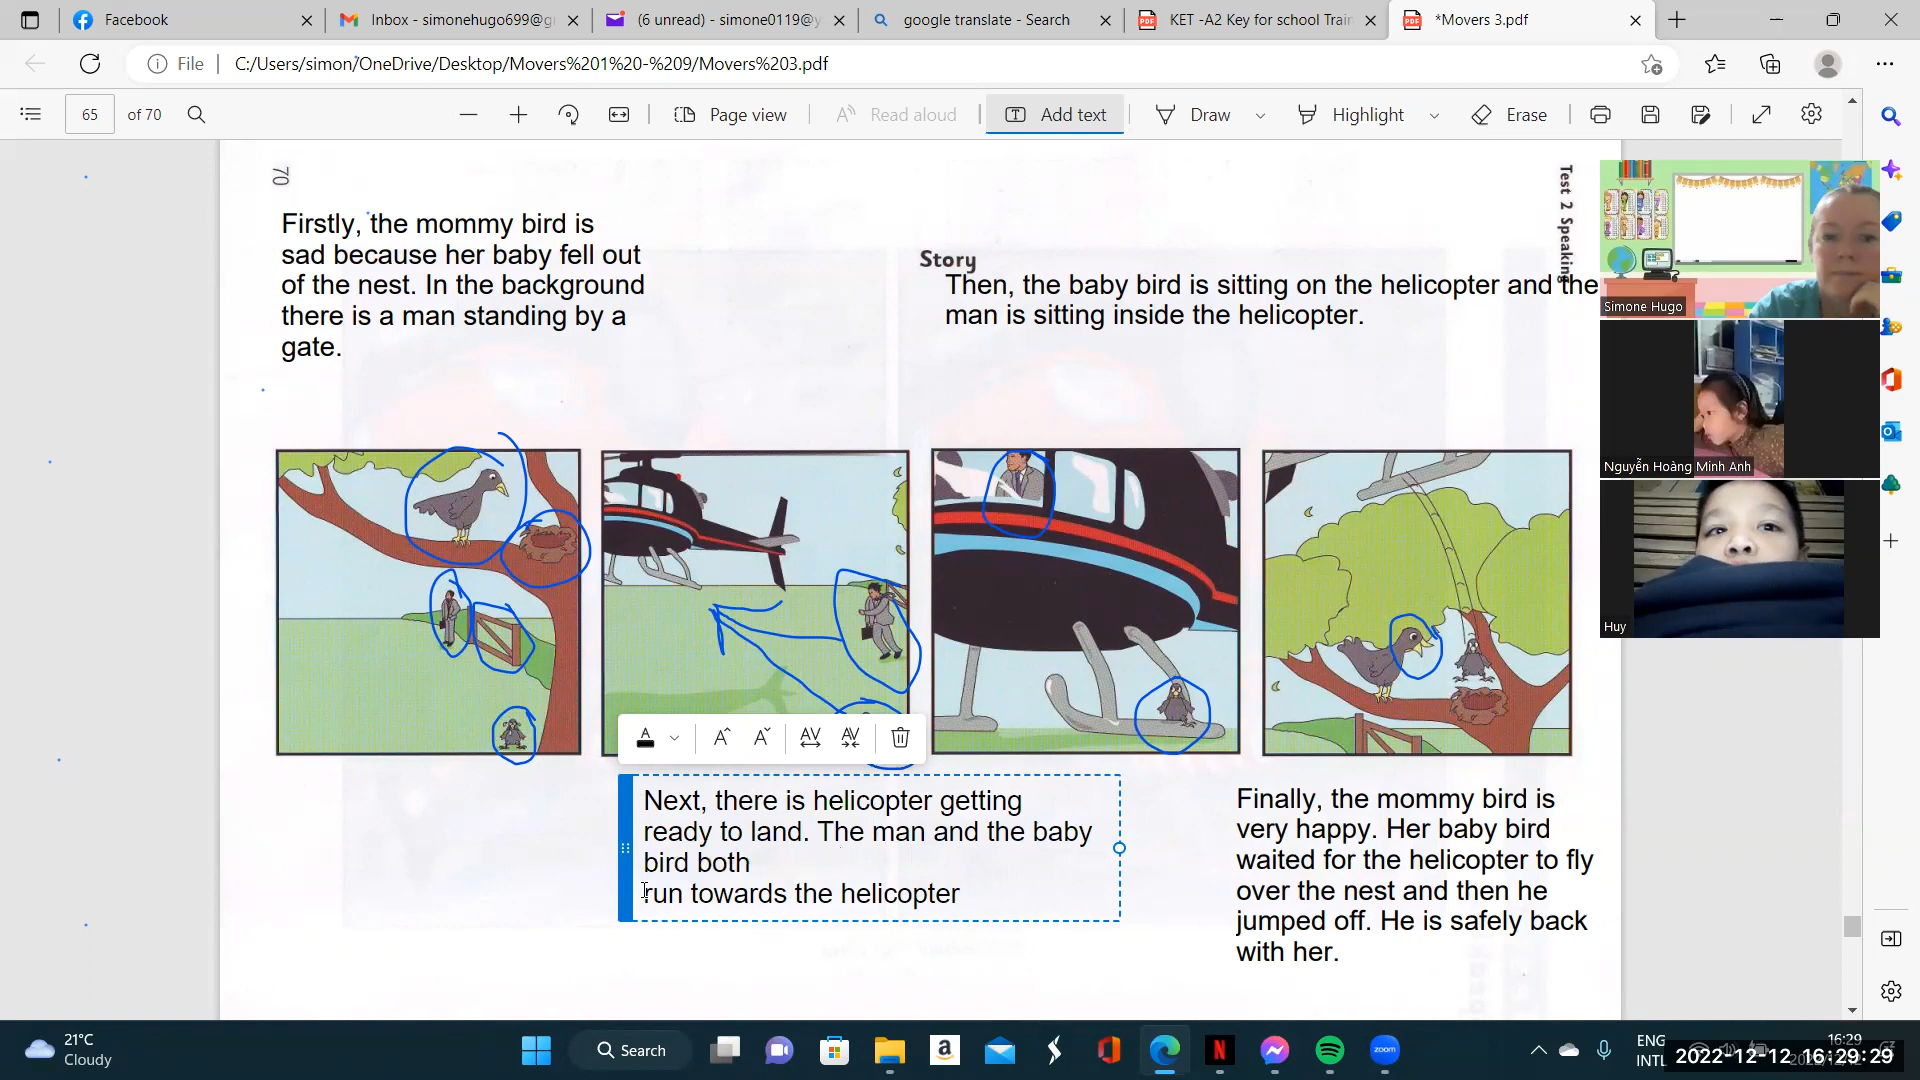 Facebook
Inbox - simonehugo699@g
(6 unread) - simone0119@y
google translate - Search
KET -A2 Key for school Train
*Movers 3.pdf
File
C:/Users/simon/OneDrive/Desktop/Movers%201%20-%209/Movers%203.pdf
65
of 70
Page view
Read aloud
Add text
Draw
Highlight
Erase
70
Firstly, the mommy bird is
sad because her baby fell out
of the nest. In the background
there is a man standing by a
gate.
Story
Then, the baby bird is sitting on the helicopter and the
man is sitting inside the helicopter.
Test 2 Speaking
Simone Hugo
Nguyễn Hoàng Minh Anh
Huy
Next, there is helicopter getting
ready to land. The man and the baby
bird both
run towards the helicopter
Finally, the mommy bird is
very happy. Her baby bird
waited for the helicopter to fly
over the nest and then he
jumped off. He is safely back
with her.
21°C
Cloudy
Search
zoom
ENG
INTL
16:29
2022-12-12 16:29:29